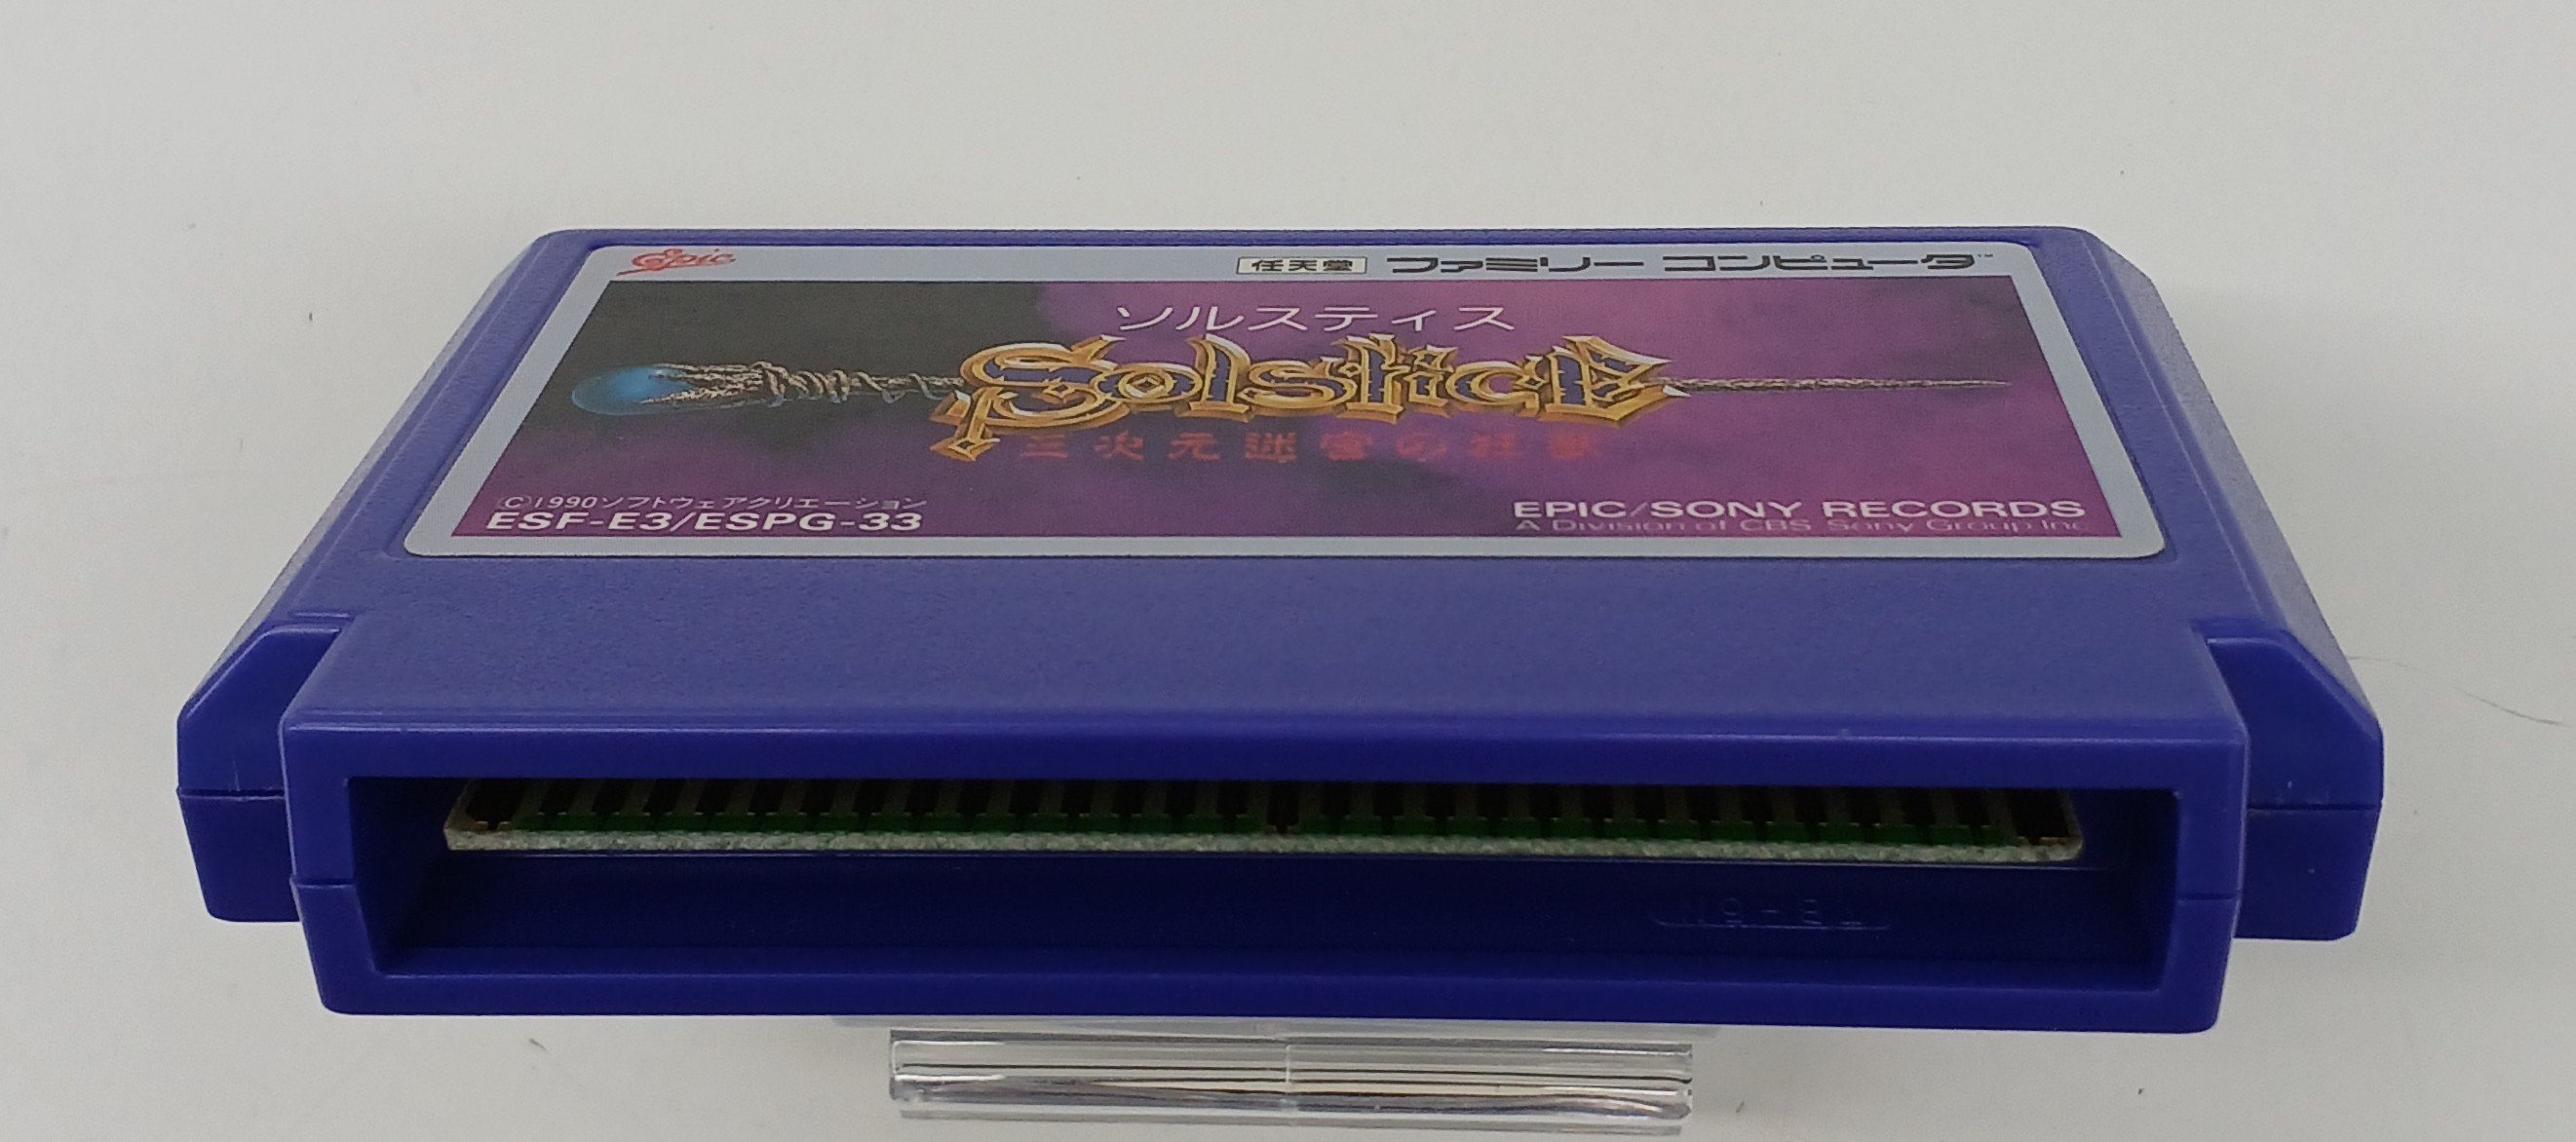 Epic
任天堂 ファミリー コンピュータ™
ソルスティス
Solstice
三次元迷宮の狂獣
Ⓒ1990ソフトウェアクリエーション
ESF-E3/ESPG-33
EPIC/SONY RECORDS
A Division of CBS Sony Group Inc